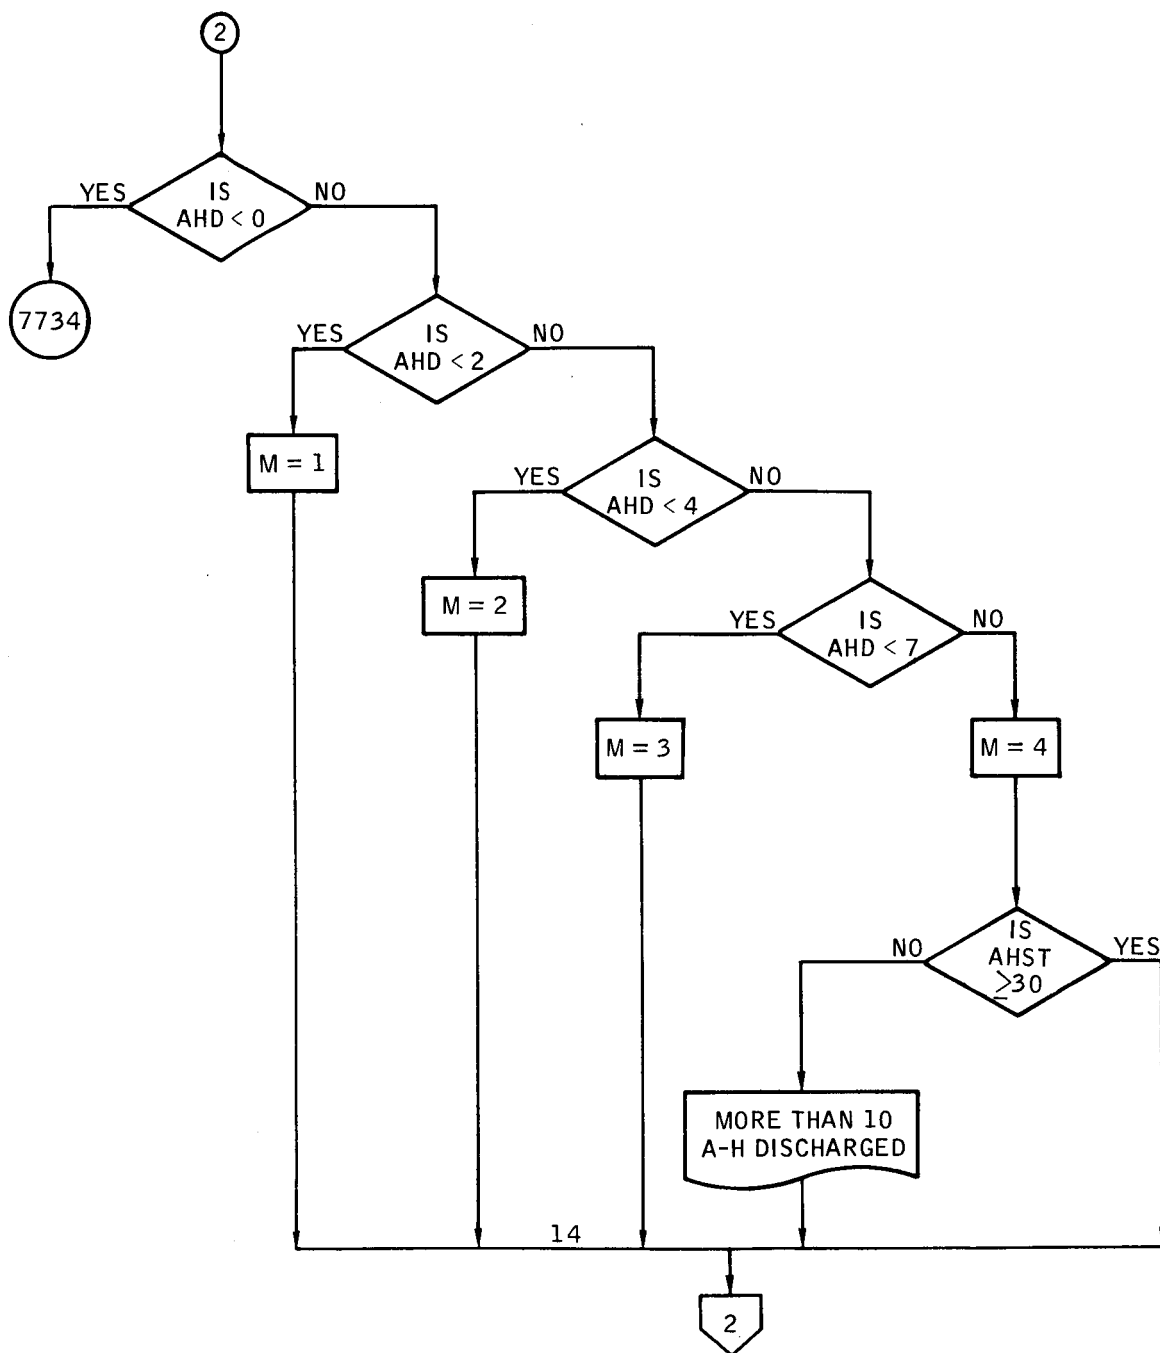 2
YES
IS
AHD < 0
NO
7734
YES
IS
AHD < 2
NO
M = 1
YES
IS
AHD < 4
NO
M = 2
YES
IS
AHD < 7
NO
M = 3
M = 4
NO
IS
AHST
≥30
YES
MORE THAN 10
A-H DISCHARGED
14
2